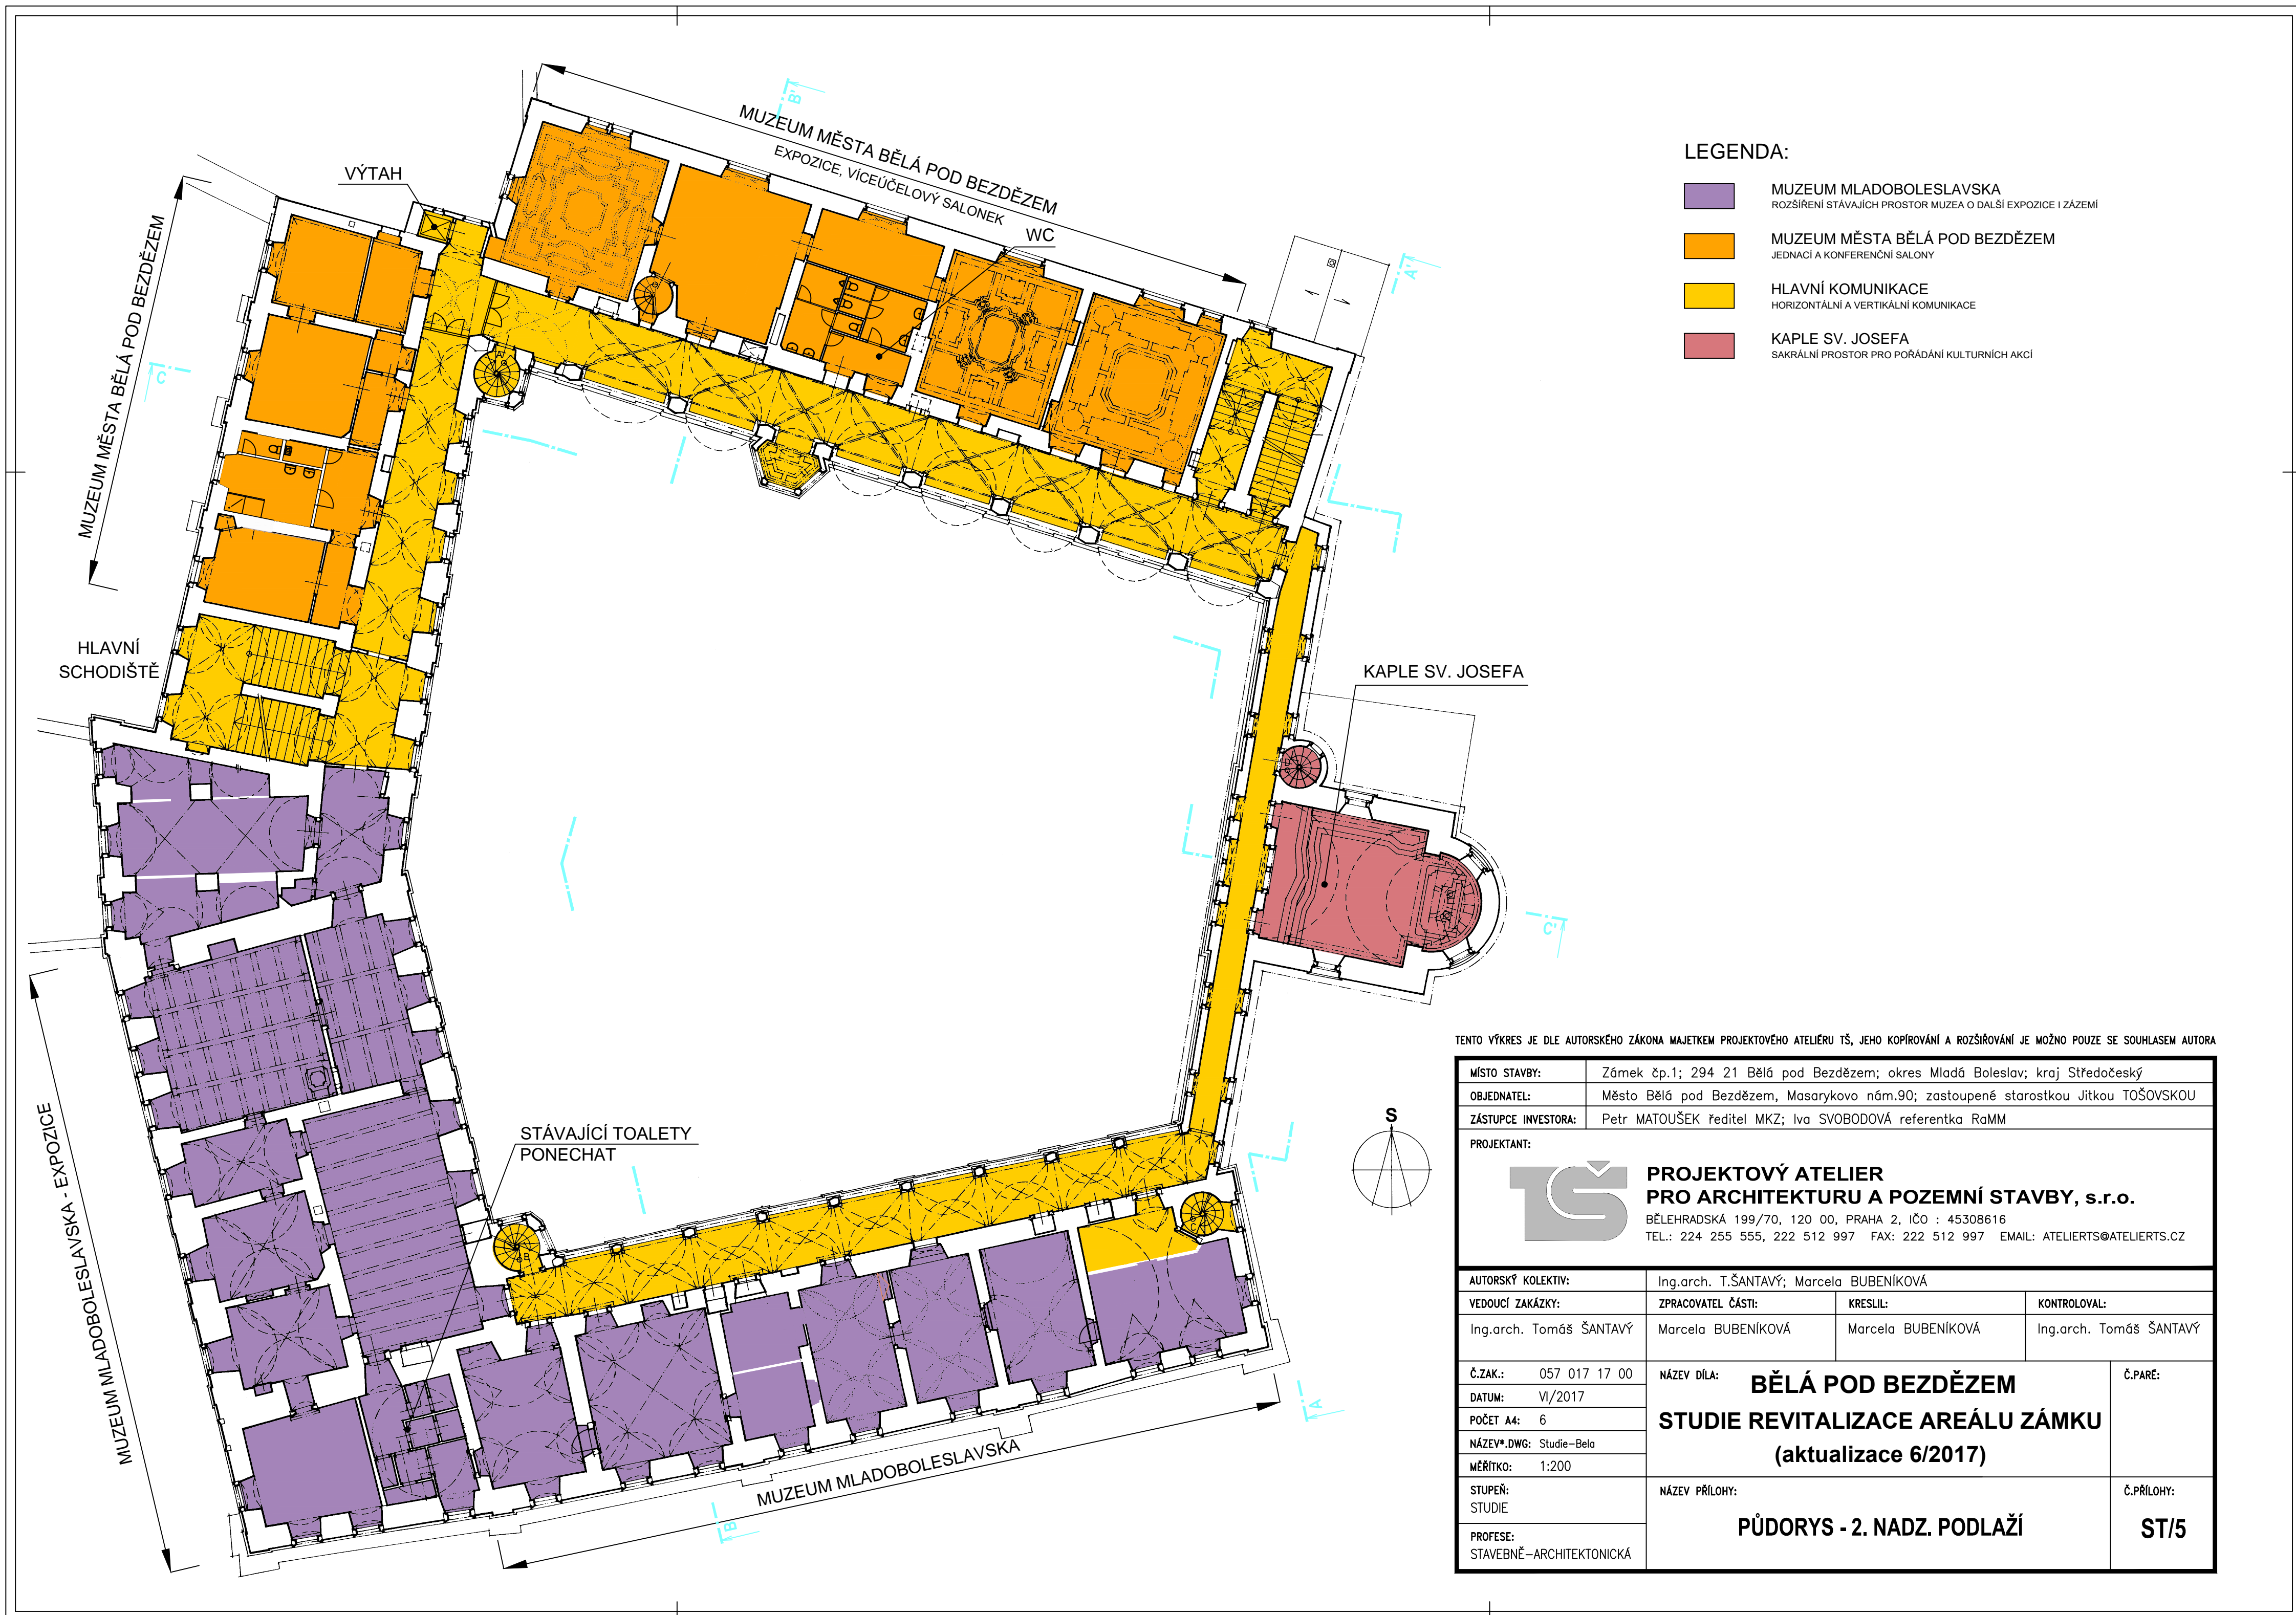 MUZEUM MĚSTA BĚLÁ POD BEZDĚZEM
EXPOZICE, VÍCEÚČELOVÝ SALONEK
VÝTAH
WC
MUZEUM MĚSTA BĚLÁ POD BEZDĚZEM
HLAVNÍ
SCHODIŠTĚ
KAPLE SV. JOSEFA
STÁVAJÍCÍ TOALETY
PONECHAT
MUZEUM MLADOBOLESLAVSKA - EXPOZICE
MUZEUM MLADOBOLESLAVSKA
B'
A'
C
C'
A
B
B
C
S
LEGENDA:
MUZEUM MLADOBOLESLAVSKA
ROZŠÍŘENÍ STÁVAJÍCH PROSTOR MUZEA O DALŠÍ EXPOZICE I ZÁZEMÍ
MUZEUM MĚSTA BĚLÁ POD BEZDĚZEM
JEDNACÍ A KONFERENČNÍ SALONY
HLAVNÍ KOMUNIKACE
HORIZONTÁLNÍ A VERTIKÁLNÍ KOMUNIKACE
KAPLE SV. JOSEFA
SAKRÁLNÍ PROSTOR PRO POŘÁDÁNÍ KULTURNÍCH AKCÍ
TENTO VÝKRES JE DLE AUTORSKÉHO ZÁKONA MAJETKEM PROJEKTOVÉHO ATELIÉRU TŠ, JEHO KOPÍROVÁNÍ A ROZŠIŘOVÁNÍ JE MOŽNO POUZE SE SOUHLASEM AUTORA
MÍSTO STAVBY: Zámek čp.1; 294 21 Bělá pod Bezdězem; okres Mladá Boleslav; kraj Středočeský
OBJEDNATEL: Město Bělá pod Bezdězem, Masarykovo nám.90; zastoupené starostkou Jitkou TOŠOVSKOU
ZÁSTUPCE INVESTORA: Petr MATOUŠEK ředitel MKZ; Iva SVOBODOVÁ referentka RaMM
PROJEKTANT:
TŠ
PROJEKTOVÝ ATELIER
PRO ARCHITEKTURU A POZEMNÍ STAVBY, s.r.o.
BĚLEHRADSKÁ 199/70, 120 00, PRAHA 2, IČO : 45308616
TEL.: 224 255 555, 222 512 997 FAX: 222 512 997 EMAIL: ATELIERTS@ATELIERTS.CZ
AUTORSKÝ KOLEKTIV: Ing.arch. T.ŠANTAVÝ; Marcela BUBENÍKOVÁ
VEDOUCÍ ZAKÁZKY: ZPRACOVATEL ČÁSTI: KRESLIL: KONTROLOVAL:
Ing.arch. Tomáš ŠANTAVÝ Marcela BUBENÍKOVÁ Marcela BUBENÍKOVÁ Ing.arch. Tomáš ŠANTAVÝ
Č.ZAK.: 057 017 17 00
DATUM: VI/2017
POČET A4: 6
NÁZEV*.DWG: Studie-Bela
MĚŘÍTKO: 1:200
STUPEŇ:
STUDIE
PROFESE:
STAVEBNĚ-ARCHITEKTONICKÁ
NÁZEV DÍLA:
BĚLÁ POD BEZDĚZEM
STUDIE REVITALIZACE AREÁLU ZÁMKU
(aktualizace 6/2017)
Č.PARÉ:
NÁZEV PŘÍLOHY:
PŮDORYS - 2. NADZ. PODLAŽÍ
Č.PŘÍLOHY:
ST/5